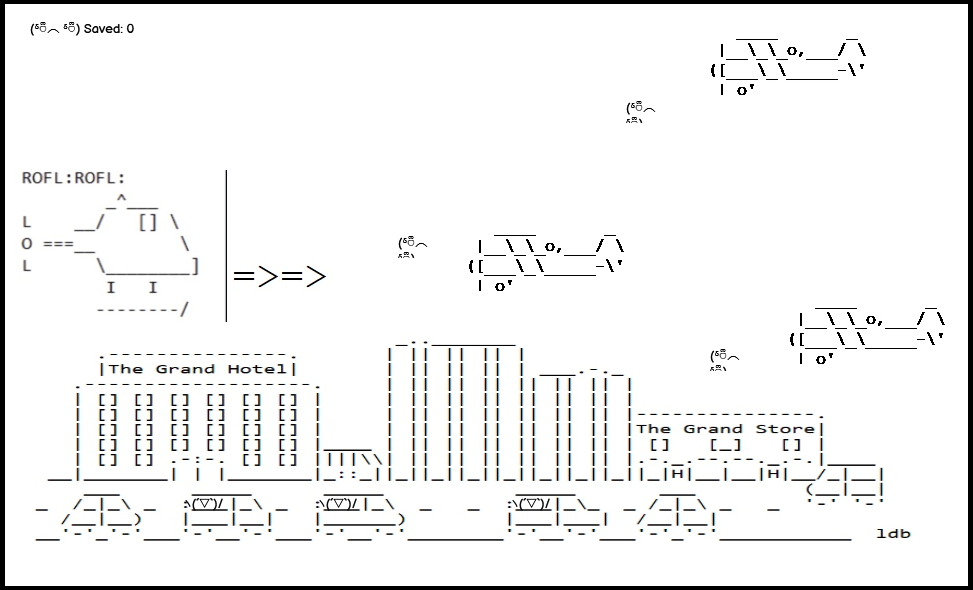 Saved: 0
ROFL:ROFL:
L
O
L
The Grand Hotel
The Grand Store
H H
ldb